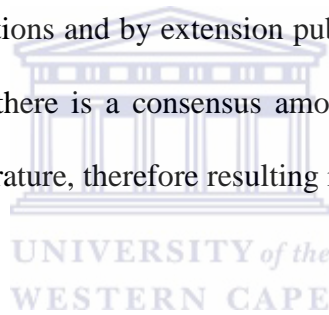 tions and by extension pub
there is a consensus amo
rature, therefore resulting
UNIVERSITY of the
WESTERN CAPE